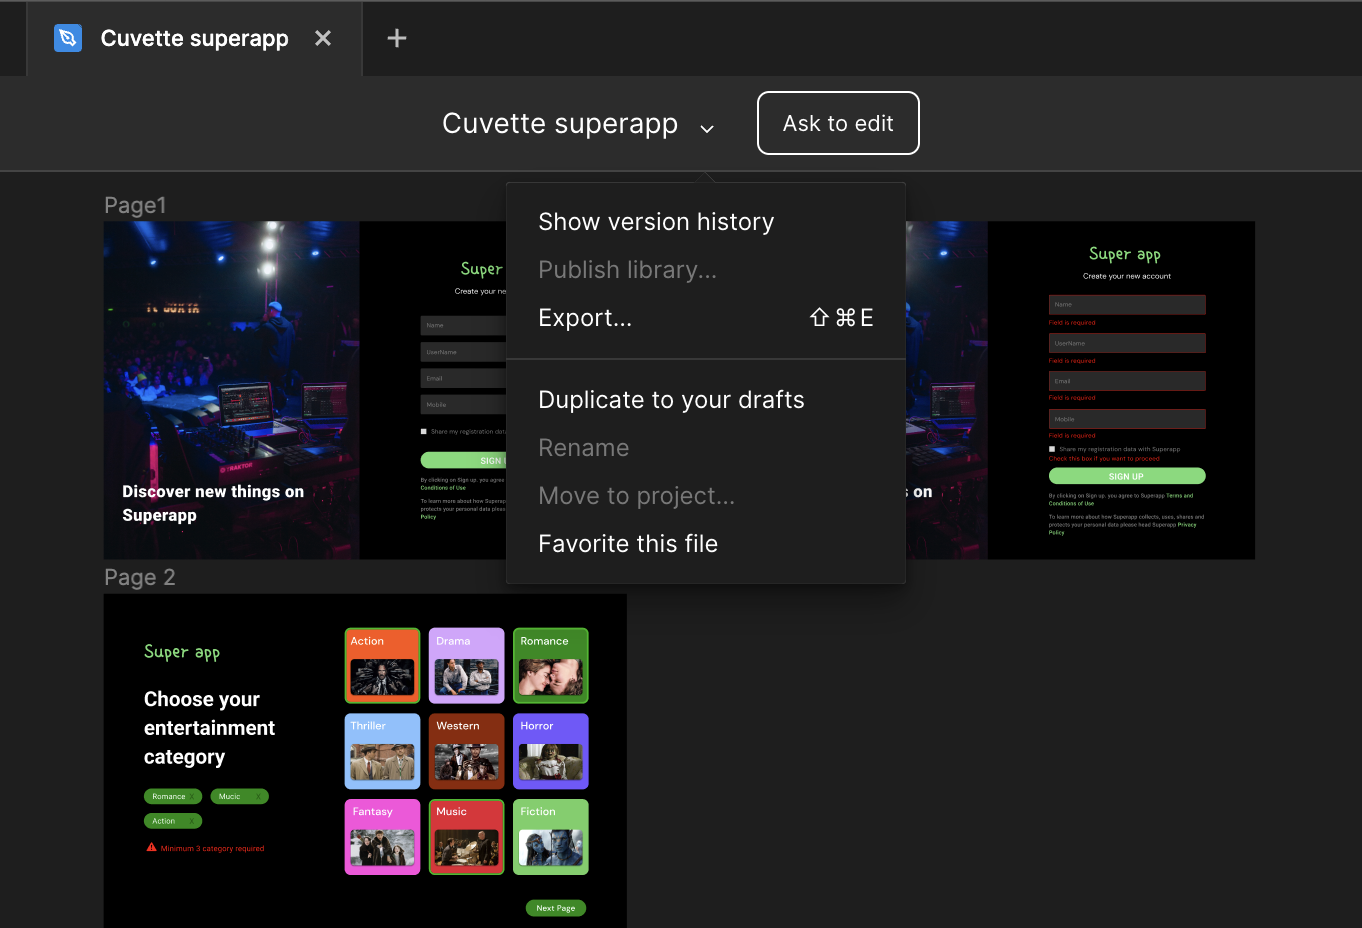 Cuvette superapp
Cuvette superapp
Ask to edit
Show version history
Publish library...
Export...
⇧⌘E
Duplicate to your drafts
Rename
Move to project...
Favorite this file
Page1
Discover new things on
Superapp
Super
Create your ne
Name
UserName
Email
Mobile
Share my registration dat
SIGN
By clicking on Sign up. you agree
Conditions of Use
To learn more about how Superap
protects your personal data pleas
Policy
s on
Super app
Create your new account
Name
Field is required
UserName
Field is required
Email
Field is required
Mobile
Field is required
Share my registration data with Superapp
Check this box if you want to proceed
SIGN UP
By clicking on Sign up. you agree to Superapp Terms and
Conditions of Use
To learn more about how Superapp collects, uses, shares and
protects your personal data please head Superapp Privacy
Policy
Page 2
Super app
Choose your
entertainment
category
Romance X
Mucic X
Action X
Minimum 3 category required
Action
Drama
Romance
Thriller
Western
Horror
Fantasy
Music
Fiction
Next Page